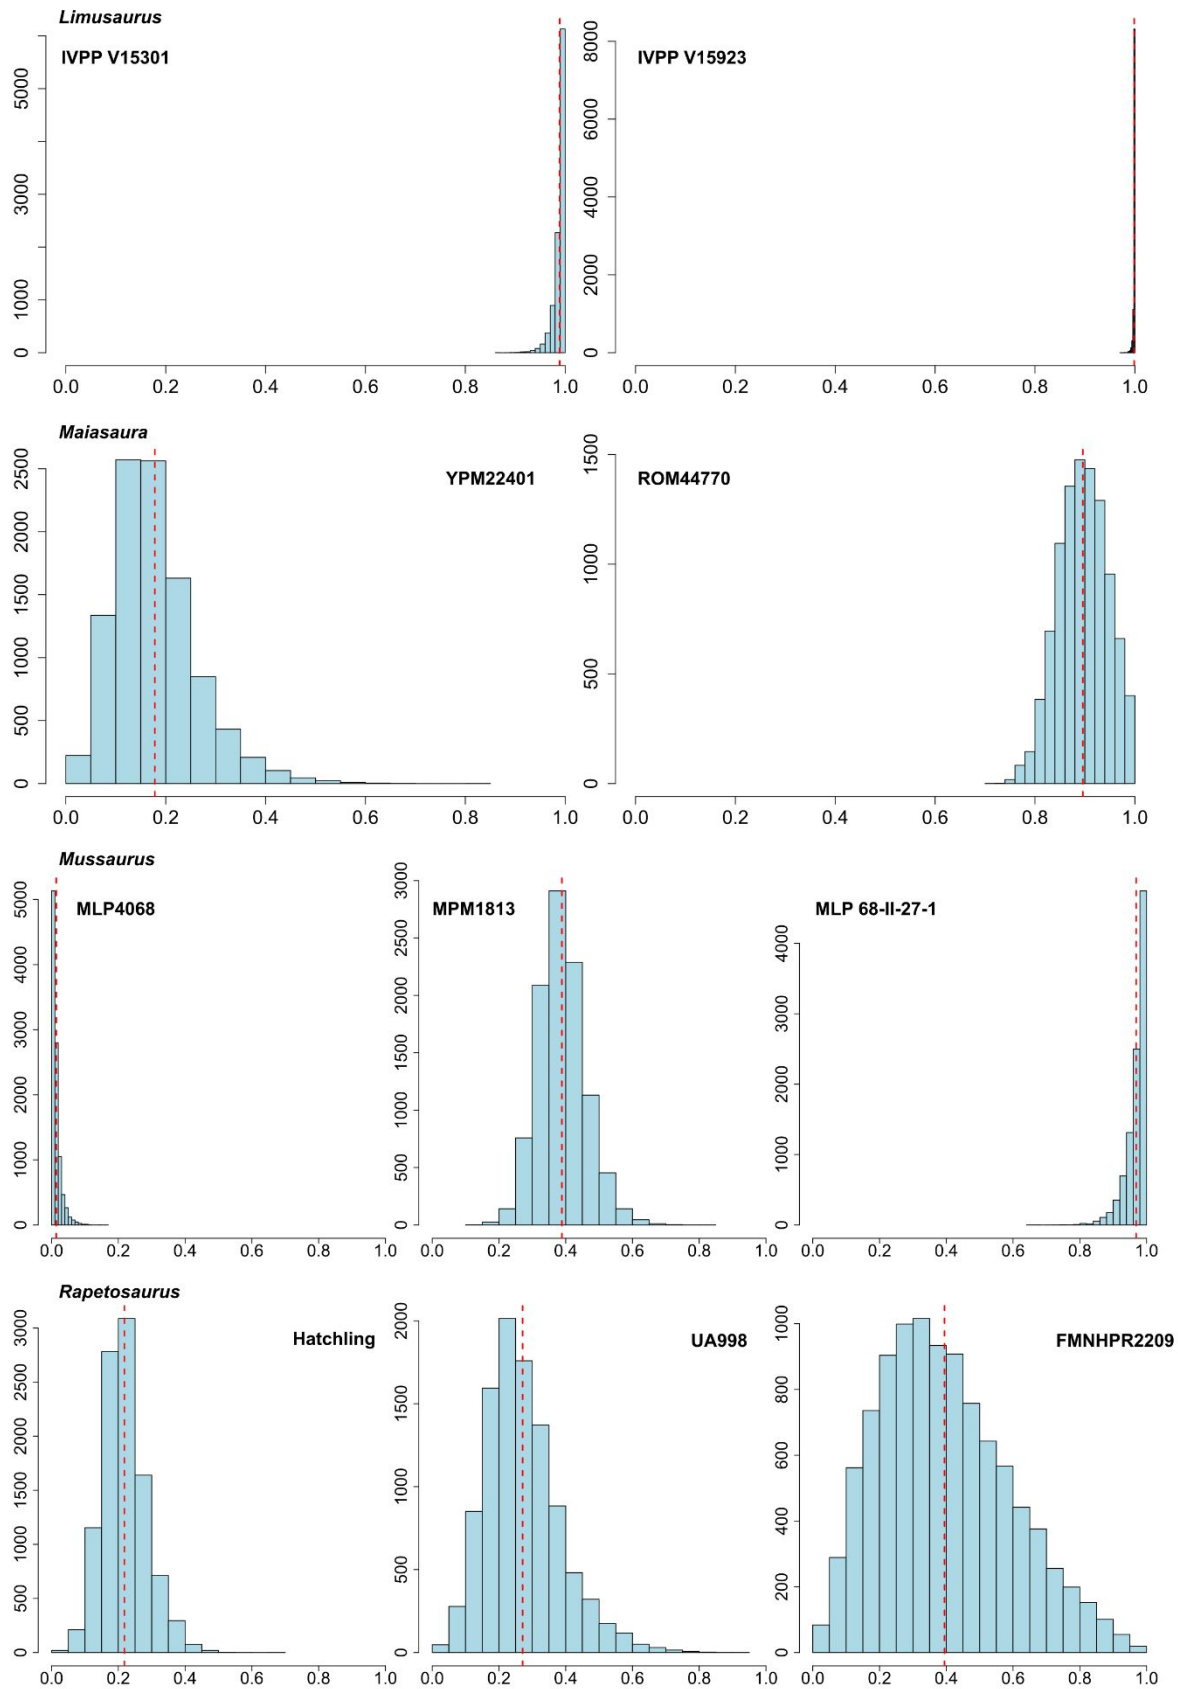 Limusaurus
IVPP V15301
IVPP V15923
0 1000 3000 5000
0 2000 4000 6000 8000
0.0 0.2 0.4 0.6 0.8 1.0
0.0 0.2 0.4 0.6 0.8 1.0
Maiasaura
YPM22401
ROM44770
0 500 1000 1500 2000 2500
0 500 1000 1500
0.0 0.2 0.4 0.6 0.8 1.0
0.0 0.2 0.4 0.6 0.8 1.0
Mussaurus
MLP4068
MPM1813
MLP 68-II-27-1
0 1000 2000 3000 4000 5000
0 500 1000 1500 2000 2500 3000
0 1000 2000 3000 4000
0.0 0.2 0.4 0.6 0.8 1.0
0.0 0.2 0.4 0.6 0.8 1.0
0.0 0.2 0.4 0.6 0.8 1.0
Rapetosaurus
Hatchling
UA998
FMNHPR2209
0 500 1000 1500 2000 2500 3000
0 500 1000 1500 2000
0 200 400 600 800 1000
0.0 0.2 0.4 0.6 0.8 1.0
0.0 0.2 0.4 0.6 0.8 1.0
0.0 0.2 0.4 0.6 0.8 1.0